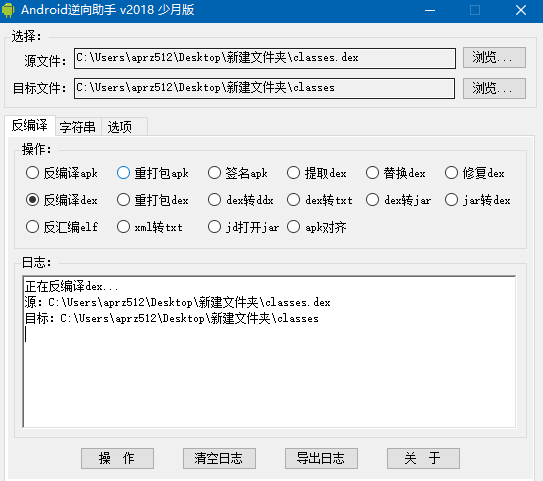 Android逆向助手 v2018 少月版
选择:
源文件: C:\Users\aprz512\Desktop\新建文件夹\classes.dex 浏览...
目标文件: C:\Users\aprz512\Desktop\新建文件夹\classes 浏览...
反编译 字符串 选项
操作:
反编译apk 重打包apk 签名apk 提取dex 替换dex 修复dex
反编译dex 重打包dex dex转ddx dex转txt dex转jar jar转dex
反汇编elf xml转txt jd打开jar apk对齐
日志:
正在反编译dex...
源: C:\Users\aprz512\Desktop\新建文件夹\classes.dex
目标: C:\Users\aprz512\Desktop\新建文件夹\classes
操 作 清空日志 导出日志 关 于